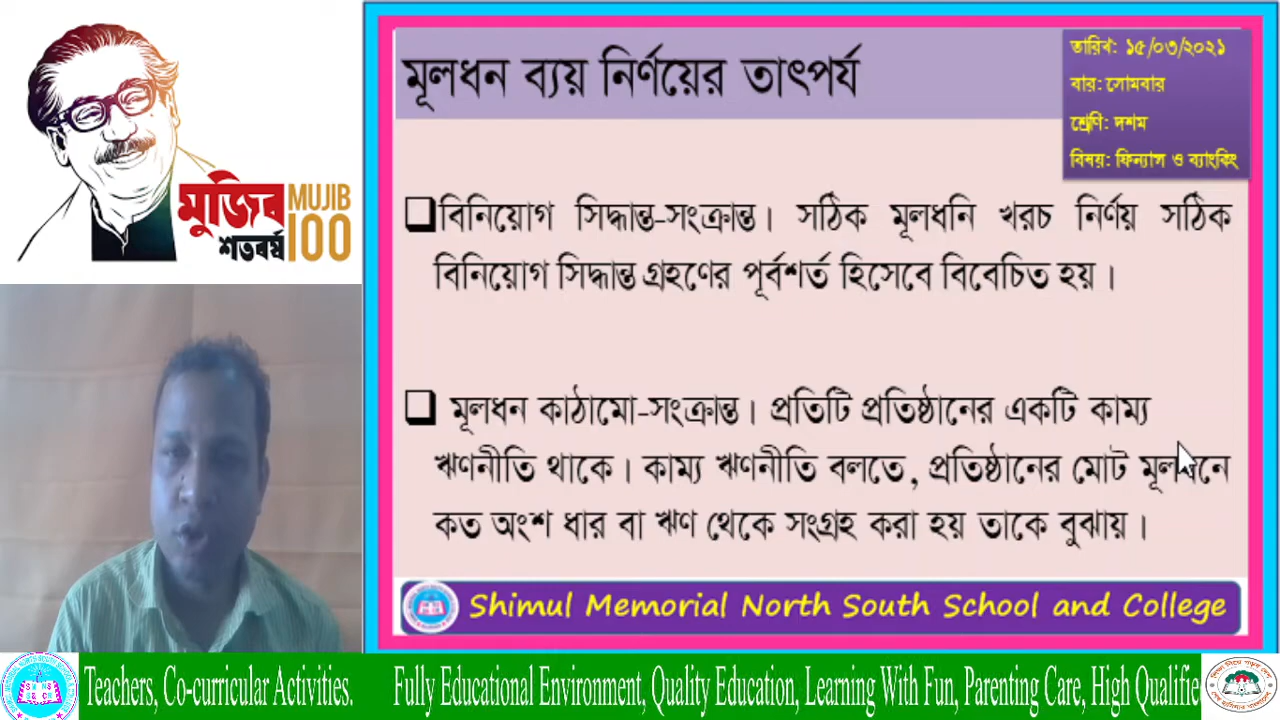 মুজিব
শতবর্ষ
MUJIB
100
মূলধন ব্যয় নির্ণয়ের তাৎপর্য
তারিখ: ১৫/০৩/২০২১
বার: সোমবার
শ্রেণি: দশম
বিষয়: ফিন্যান্স ও ব্যাংকিং
বিনিয়োগ সিদ্ধান্ত-সংক্রান্ত। সঠিক মূলধনি খরচ নির্ণয় সঠিক
বিনিয়োগ সিদ্ধান্ত গ্রহণের পূর্বশর্ত হিসেবে বিবেচিত হয়।
মূলধন কাঠামো-সংক্রান্ত। প্রতিটি প্রতিষ্ঠানের একটি কাম্য
ঋণনীতি থাকে। কাম্য ঋণনীতি বলতে, প্রতিষ্ঠানের মোট মূলধনে
কত অংশ ধার বা ঋণ থেকে সংগ্রহ করা হয় তাকে বুঝায়।
Shimul Memorial North South School and College
Teachers, Co-curricular Activities. Fully Educational Environment, Quality Education, Learning With Fun, Parenting Care, High Qualifie